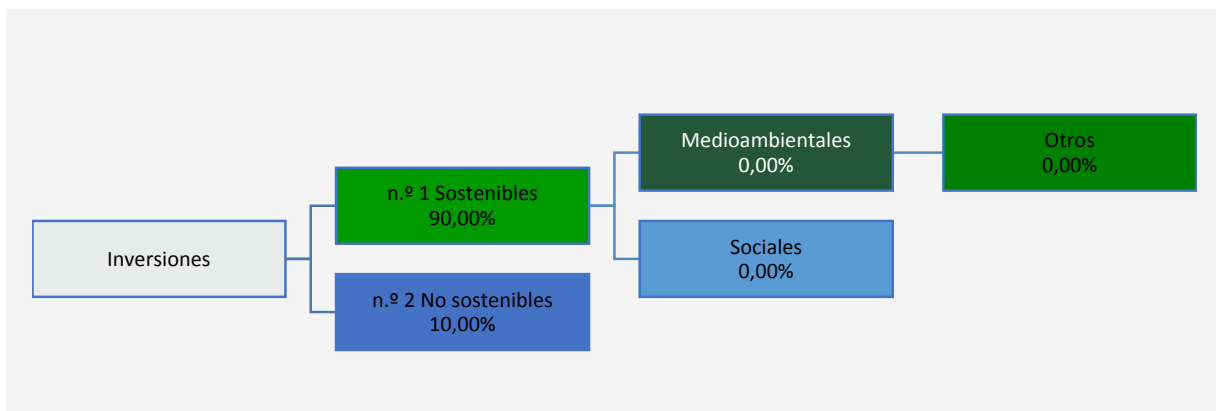 Inversiones
n.º 1 Sostenibles
90,00%
n.º 2 No sostenibles
10,00%
Medioambientales
0,00%
Sociales
0,00%
Otros
0,00%